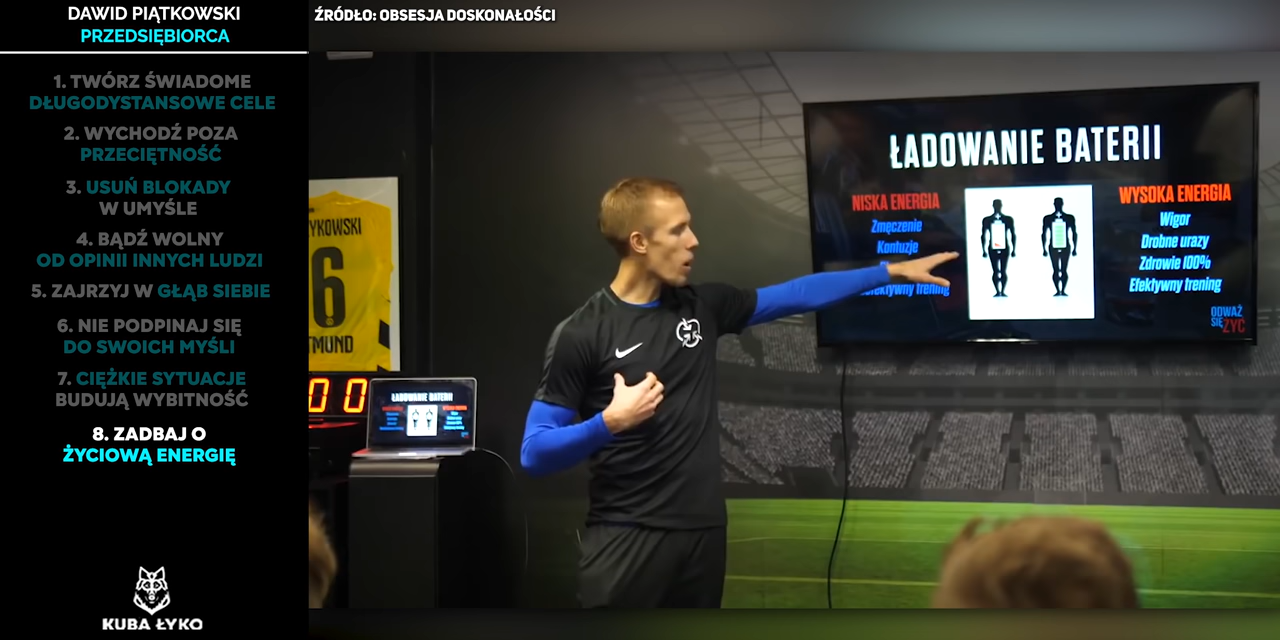 DAWID PIĄTKOWSKI
PRZEDSIĘBIORCA
1. TWÓRZ ŚWIADOME
DŁUGODYSTANSOWE CELE
2. WYCHODŹ POZA
PRZECIĘTNOŚĆ
3. USUŃ BLOKADY
W UMYŚLE
4. BĄDŹ WOLNY
OD OPINII INNYCH LUDZI
5. ZAJRZYJ W GŁĄB SIEBIE
6. NIE PODPINAJ SIĘ
DO SWOICH MYŚLI
7. CIĘŻKIE SYTUACJE
BUDUJĄ WYBITNOŚĆ
8. ZADBAJ O
ŻYCIOWĄ ENERGIĘ
KUBA ŁYKO
ŹRÓDŁO: OBSESJA DOSKONAŁOŚCI
YKOWSKI
6
TMUND
00
ŁADOWANIE BATERII
ŁADOWANIE BATERII
NISKA ENERGIA
Zmęczenie
Kontuzje
efektywny trening
WYSOKA ENERGIA
Wigor
Drobne urazy
Zdrowie 100%
Efektywny trening
ODWAŻ
SIĘ ŻYĆ